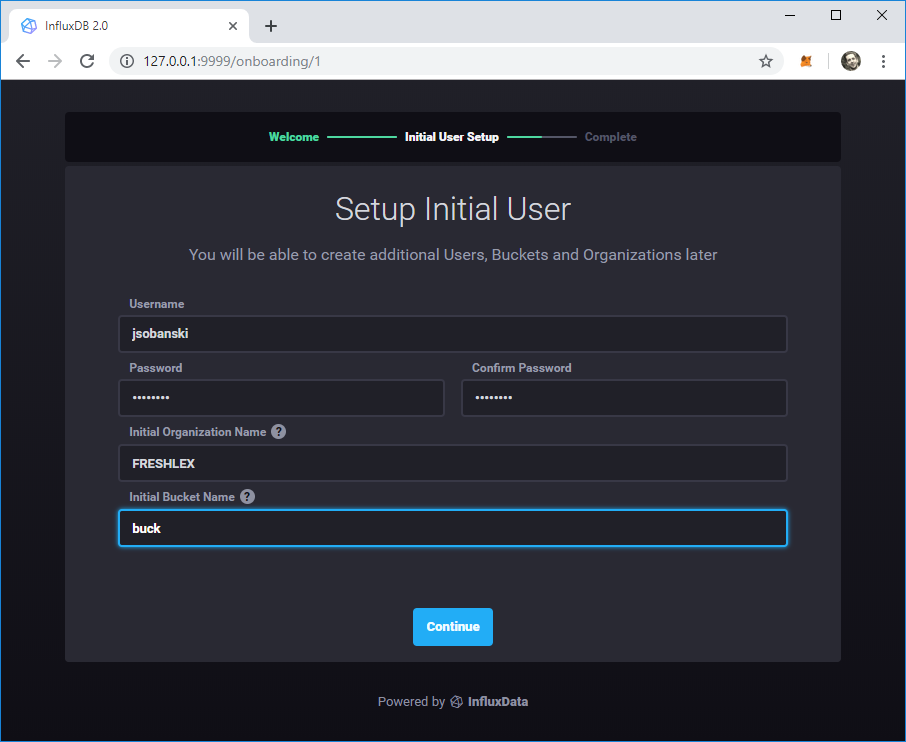 InfluxDB 2.0
127.0.0.1:9999/onboarding/1
Welcome Initial User Setup Complete
Setup Initial User
You will be able to create additional Users, Buckets and Organizations later
Username
jsobanski
Password Confirm Password
•••••••• ••••••••
Initial Organization Name ?
FRESHLEX
Initial Bucket Name ?
buck
Continue
Powered by InfluxData